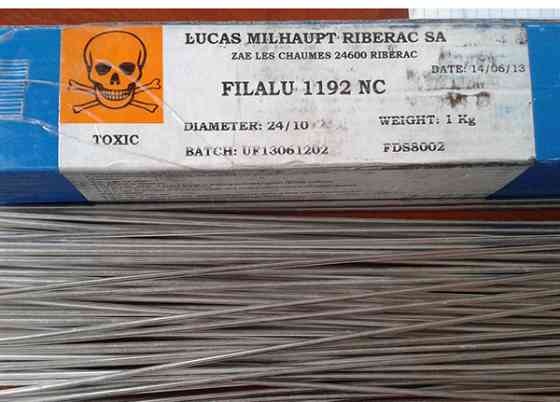 LUCAS MILHAUPT RIBERAC SA
ZAE LES CHAUMES 24600 RIBERAC
DATE: 14/06/13
FILALU 1192 NC
TOXIC
DIAMETER: 24/10
WEIGHT: 1 Kg
BATCH: UF13061202
FDS8002